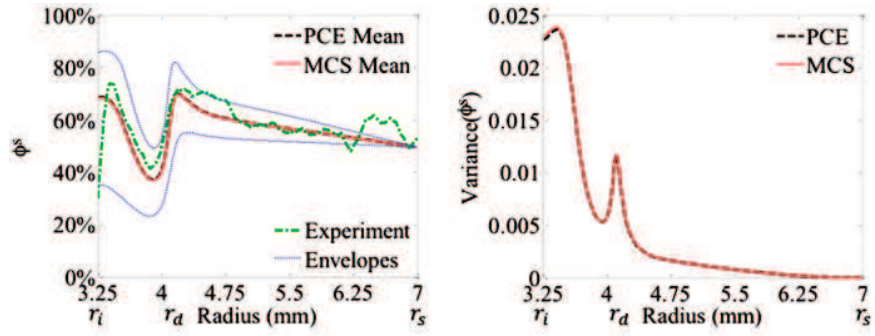 100%
80%
60%
40%
20%
0%
ϕˢ
PCE Mean
MCS Mean
Experiment
Envelopes
3.25 4 4.75 5.5 6.25 7
rᵢ r_d Radius (mm) rₛ
0.025
0.02
0.015
0.01
0.005
0
Variance(ϕˢ)
PCE
MCS
3.25 4 4.75 5.5 6.25 7
rᵢ r_d Radius (mm) rₛ